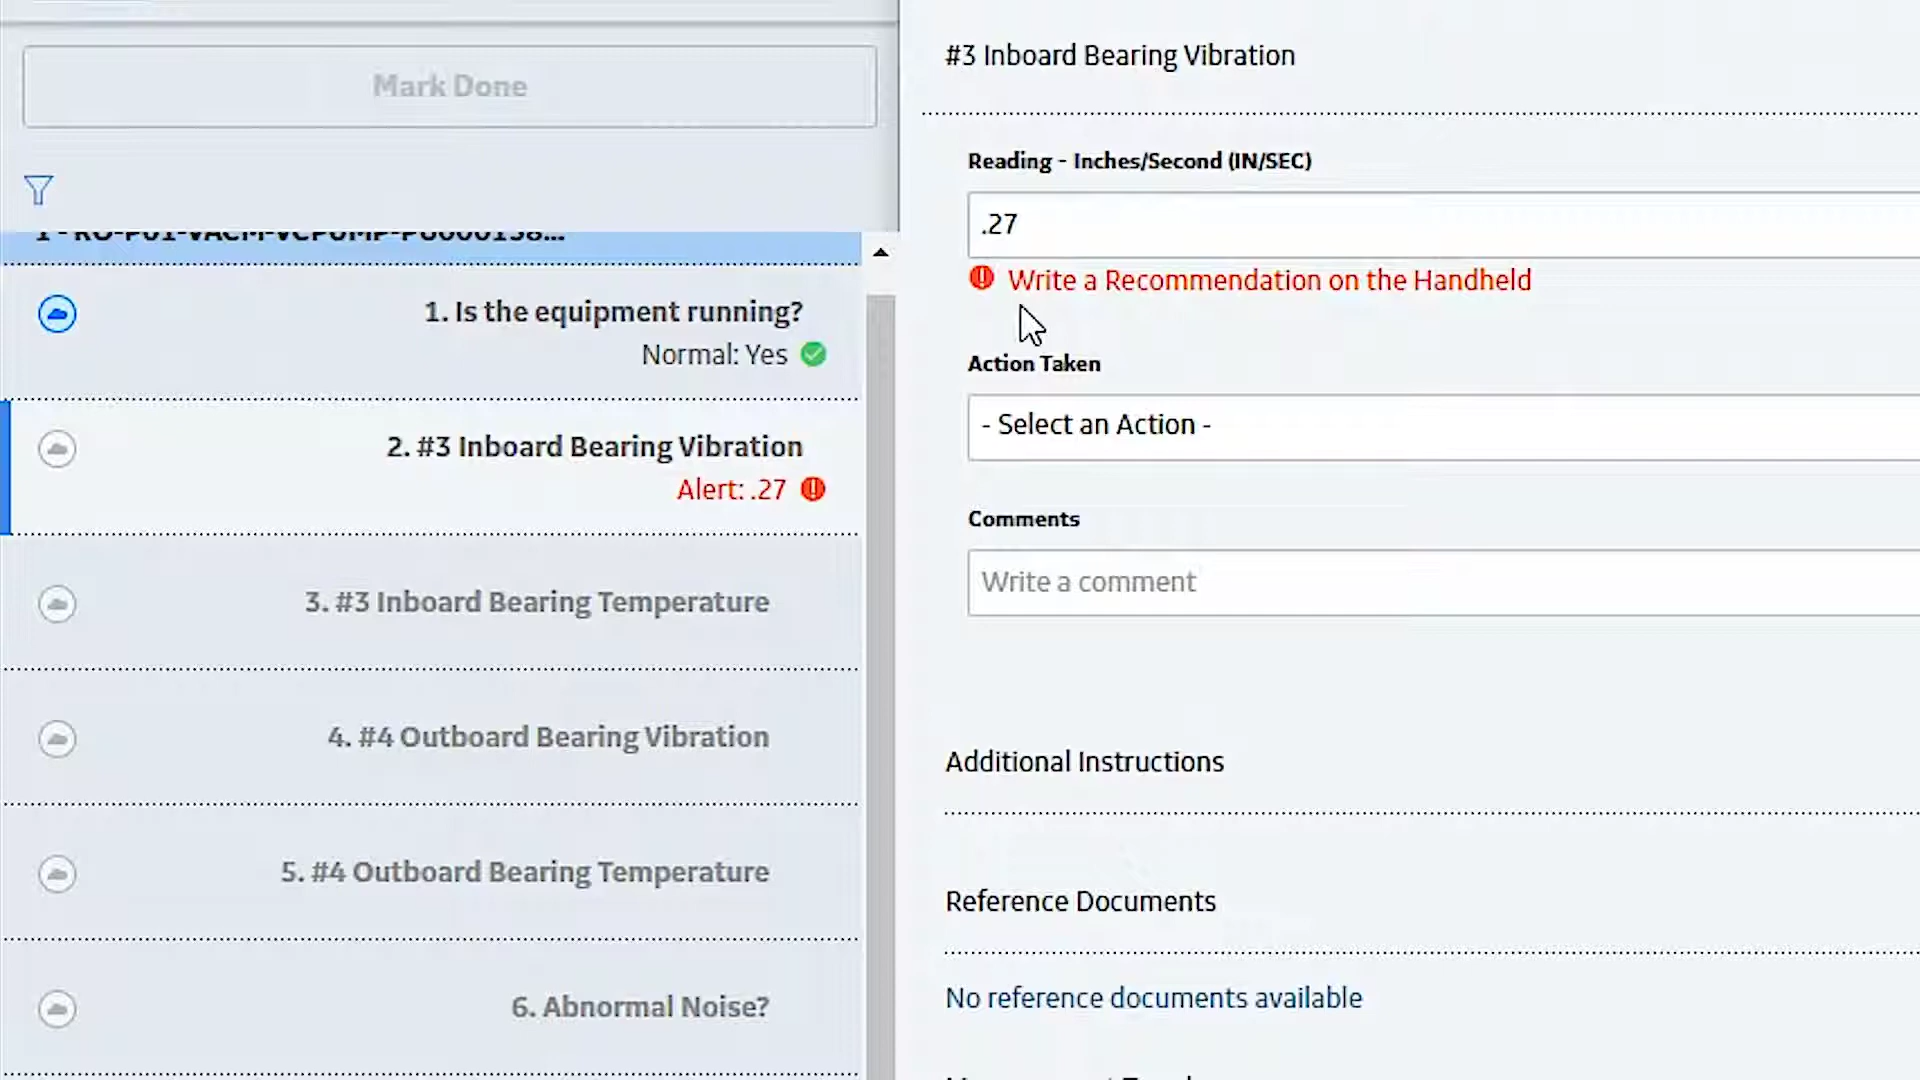 Mark Done
1. Is the equipment running?
Normal: Yes
2. #3 Inboard Bearing Vibration
Alert: .27
3. #3 Inboard Bearing Temperature
4. #4 Outboard Bearing Vibration
5. #4 Outboard Bearing Temperature
6. Abnormal Noise?
#3 Inboard Bearing Vibration
Reading - Inches/Second (IN/SEC)
.27
Write a Recommendation on the Handheld
Action Taken
- Select an Action -
Comments
Write a comment
Additional Instructions
Reference Documents
No reference documents available